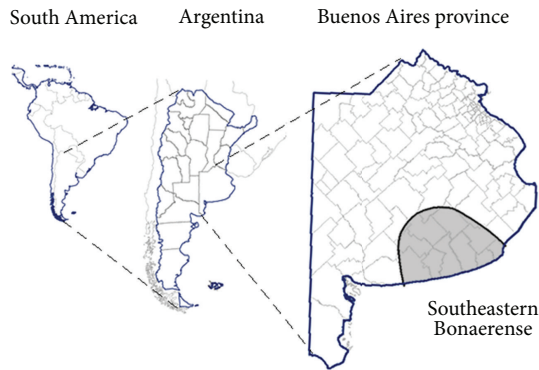 South America
Argentina
Buenos Aires province
Southeastern
Bonaerense